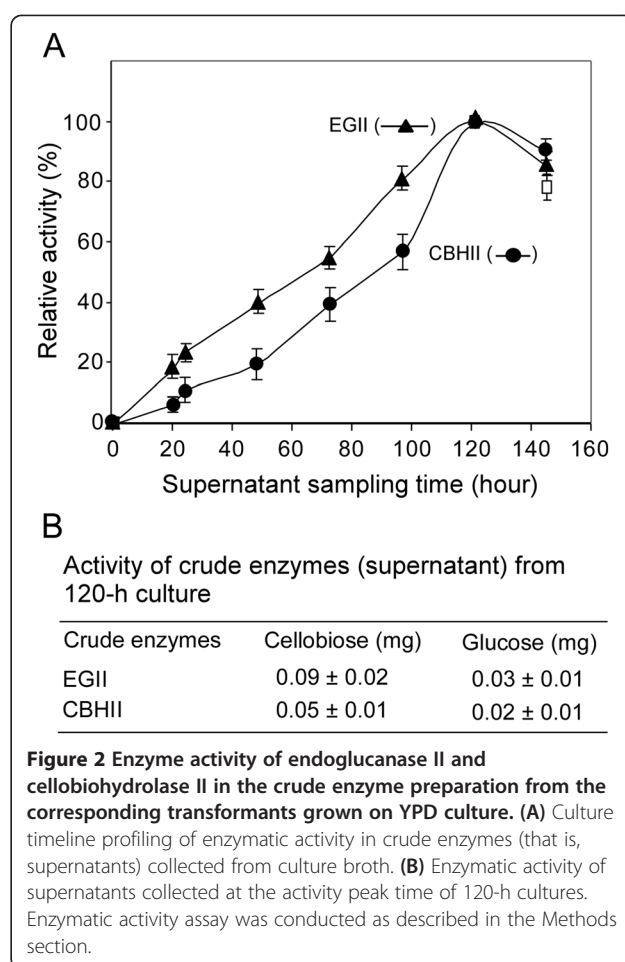 A
EGII (—▲—)
CBHII (—●—)
Relative activity (%)
100
80
60
40
20
0
0 20 40 60 80 100 120 140 160
Supernatant sampling time (hour)
B
Activity of crude enzymes (supernatant) from
120-h culture
Crude enzymes Cellobiose (mg) Glucose (mg)
EGII 0.09 ± 0.02 0.03 ± 0.01
CBHII 0.05 ± 0.01 0.02 ± 0.01
Figure 2 Enzyme activity of endoglucanase II and
cellobiohydrolase II in the crude enzyme preparation from the
corresponding transformants grown on YPD culture. (A) Culture
timeline profiling of enzymatic activity in crude enzymes (that is,
supernatants) collected from culture broth. (B) Enzymatic activity of
supernatants collected at the activity peak time of 120-h cultures.
Enzymatic activity assay was conducted as described in the Methods
section.